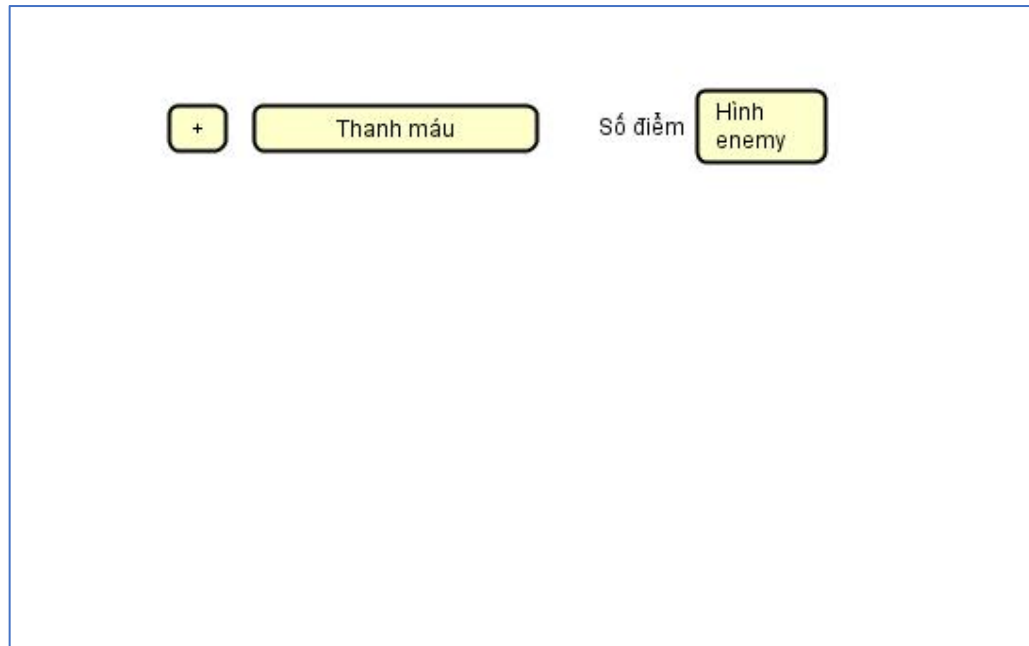 +
Thanh máu
Số điểm
Hình
enemy